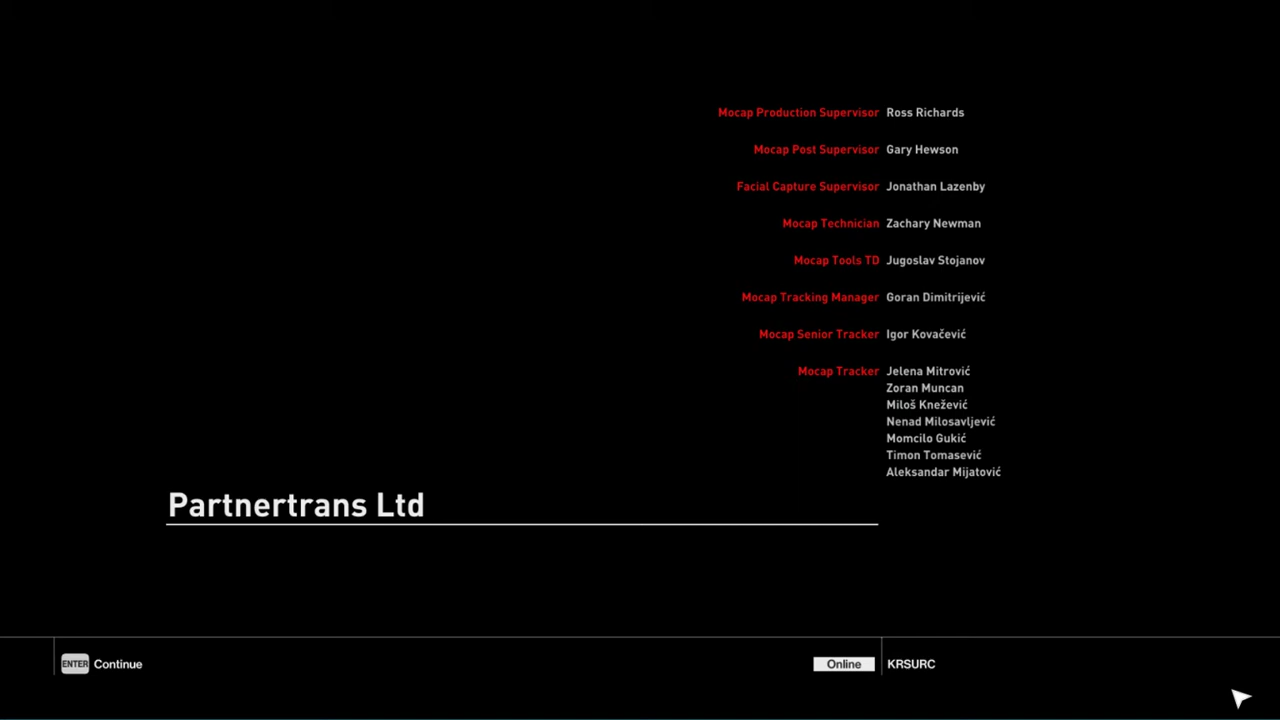 Mocap Production Supervisor Ross Richards
Mocap Post Supervisor Gary Hewson
Facial Capture Supervisor Jonathan Lazenby
Mocap Technician Zachary Newman
Mocap Tools TD Jugoslav Stojanov
Mocap Tracking Manager Goran Dimitrijević
Mocap Senior Tracker Igor Kovačević
Mocap Tracker Jelena Mitrović
Zoran Muncan
Miloš Knežević
Nenad Milosavljević
Momcilo Gukić
Timon Tomasević
Aleksandar Mijatović
Partnertrans Ltd
ENTER Continue Online KRSURC